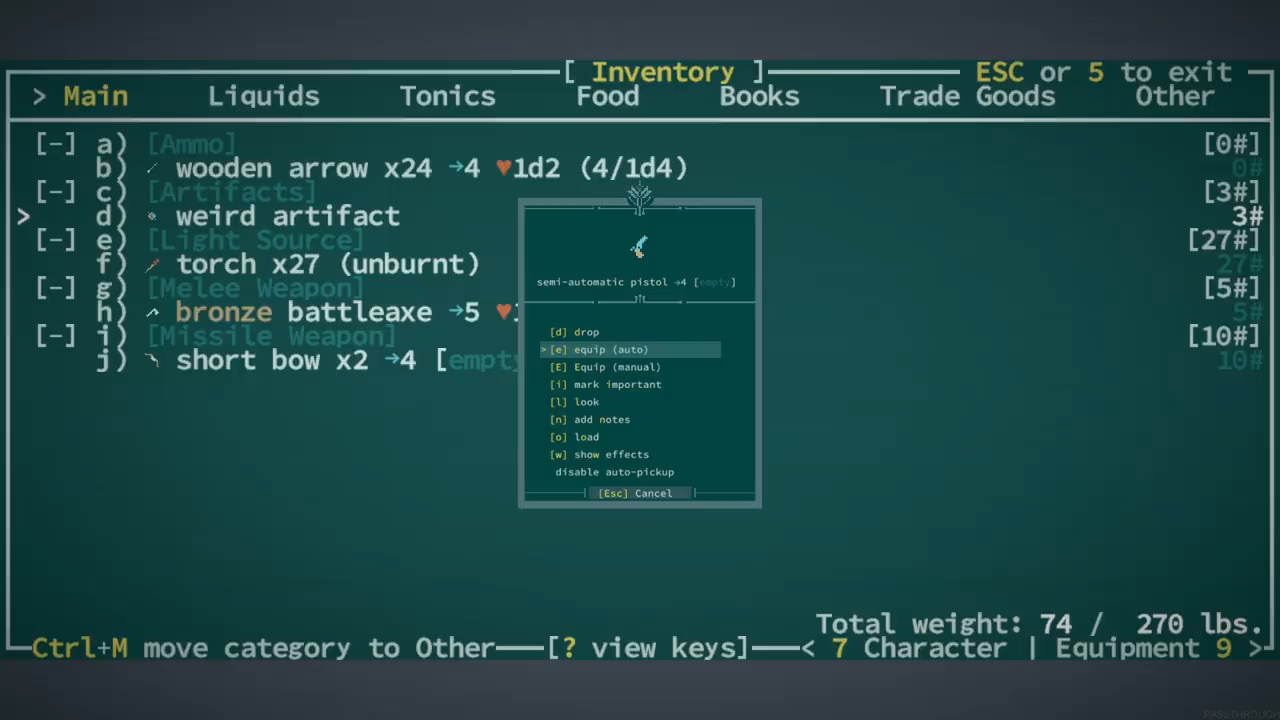 [ Inventory ] ESC or 5 to exit
> Main Liquids Tonics Food Books Trade Goods Other
[-] a) [Ammo] [0#]
b) wooden arrow x24 →4 ♥1d2 (4/1d4) 0#
[-] c) [Artifacts] [3#]
> d) weird artifact 3#
[-] e) [Light Source] [27#]
f) torch x27 (unburnt) 27#
[-] g) [Melee Weapon] [5#]
h) bronze battleaxe →5 ♥ 5#
[-] i) [Missile Weapon] [10#]
j) short bow x2 →4 [empty 10#
semi-automatic pistol →4 [empty]
[d] drop
> [e] equip (auto)
[E] Equip (manual)
[i] mark important
[l] look
[n] add notes
[o] load
[w] show effects
disable auto-pickup
[Esc] Cancel
Total weight: 74 / 270 lbs.
Ctrl+M move category to Other [? view keys] < 7 Character | Equipment 9 >